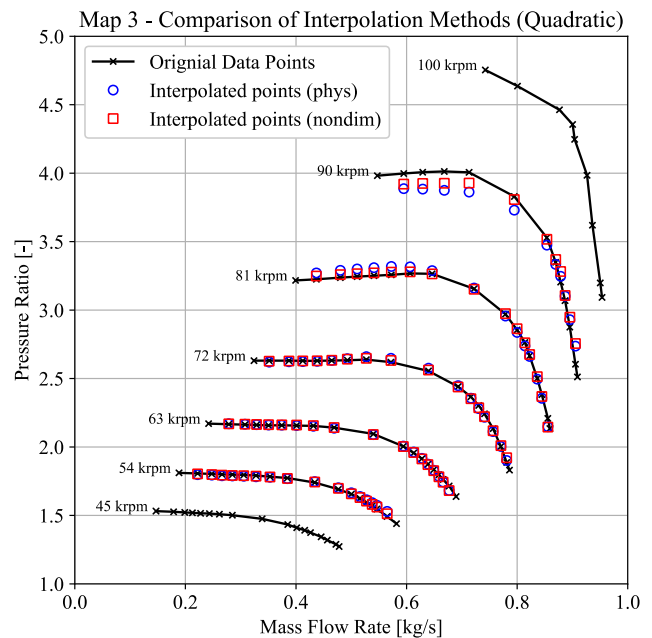 Map 3 - Comparison of Interpolation Methods (Quadratic)
Orignial Data Points
Interpolated points (phys)
Interpolated points (nondim)
100 krpm
90 krpm
81 krpm
72 krpm
63 krpm
54 krpm
45 krpm
Pressure Ratio [-]
5.0
4.5
4.0
3.5
3.0
2.5
2.0
1.5
1.0
0.0 0.2 0.4 0.6 0.8 1.0
Mass Flow Rate [kg/s]